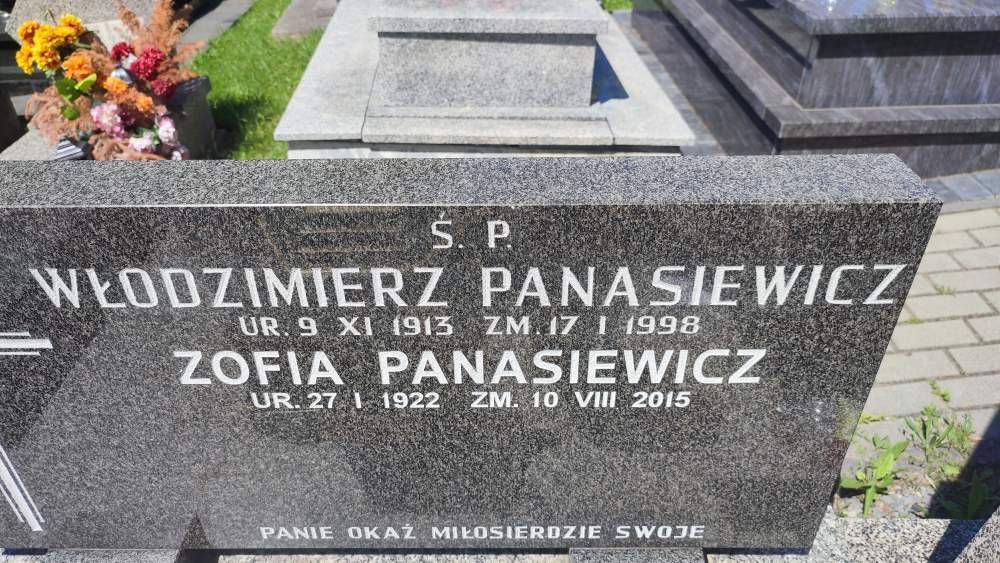 Ś. P.
WŁODZIMIERZ PANASIEWICZ
UR. 9 XI 1913 ZM. 17 I 1998
ZOFIA PANASIEWICZ
UR. 27 I 1922 ZM. 10 VIII 2015
PANIE OKAŻ MIŁOSIERDZIE SWOJE